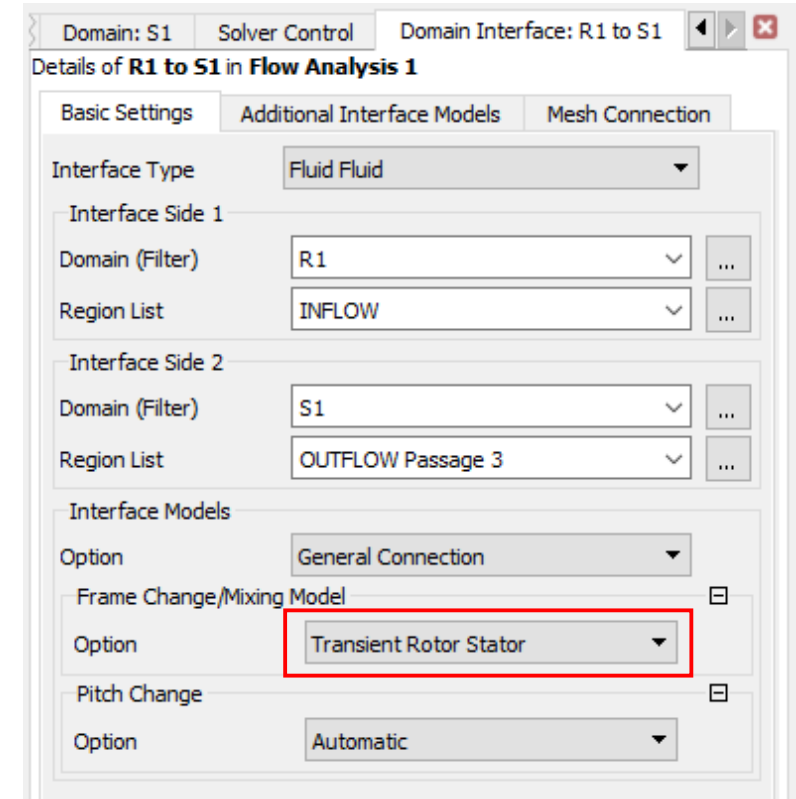 Domain: S1 Solver Control Domain Interface: R1 to S1
Details of R1 to S1 in Flow Analysis 1
Basic Settings Additional Interface Models Mesh Connection
Interface Type Fluid Fluid
Interface Side 1
Domain (Filter) R1 ...
Region List INFLOW ...
Interface Side 2
Domain (Filter) S1 ...
Region List OUTFLOW Passage 3 ...
Interface Models
Option General Connection
Frame Change/Mixing Model
Option Transient Rotor Stator
Pitch Change
Option Automatic